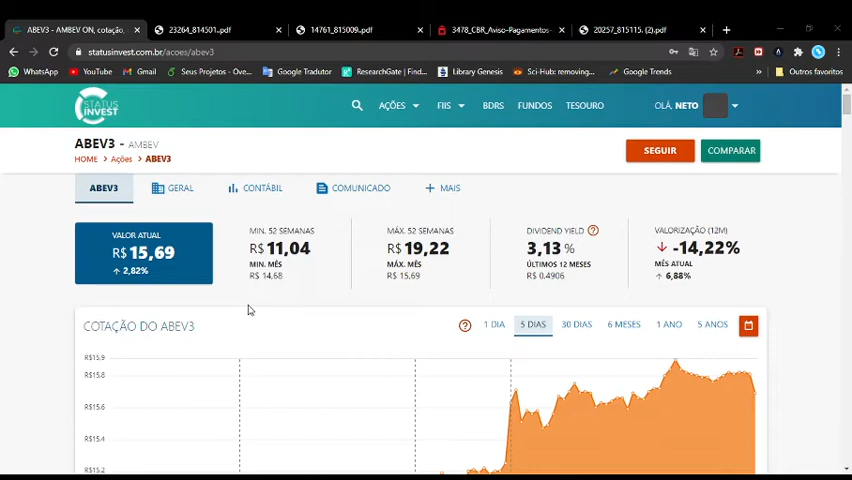 ABEV3 - AMBEV ON, cotação,
23264_814501.pdf
14761_815009.pdf
3478_CBR_Aviso-Pagamentos-
20257_815115. (2).pdf
statusinvest.com.br/acoes/abev3
WhatsApp
YouTube
Gmail
Seus Projetos - Ove...
Google Tradutor
ResearchGate | Find...
Library Genesis
Sci-Hub: removing...
Google Trends
Outros favoritos
STATUS INVEST
AÇÕES
FIIS
BDRS
FUNDOS
TESOURO
OLÁ, NETO
ABEV3 - AMBEV
HOME > Ações > ABEV3
SEGUIR
COMPARAR
ABEV3
GERAL
CONTÁBIL
COMUNICADO
+ MAIS
VALOR ATUAL
R$ 15,69
↑ 2,82%
MIN. 52 SEMANAS
R$ 11,04
MIN. MÊS
R$ 14,68
MÁX. 52 SEMANAS
R$ 19,22
MÁX. MÊS
R$ 15,69
DIVIDEND YIELD ?
3,13 %
ÚLTIMOS 12 MESES
R$ 0,4906
VALORIZAÇÃO (12M)
↓ -14,22%
MÊS ATUAL
↑ 6,88%
COTAÇÃO DO ABEV3
?
1 DIA
5 DIAS
30 DIAS
6 MESES
1 ANO
5 ANOS
R$15,9
R$15,8
R$15,6
R$15,4
R$15,2